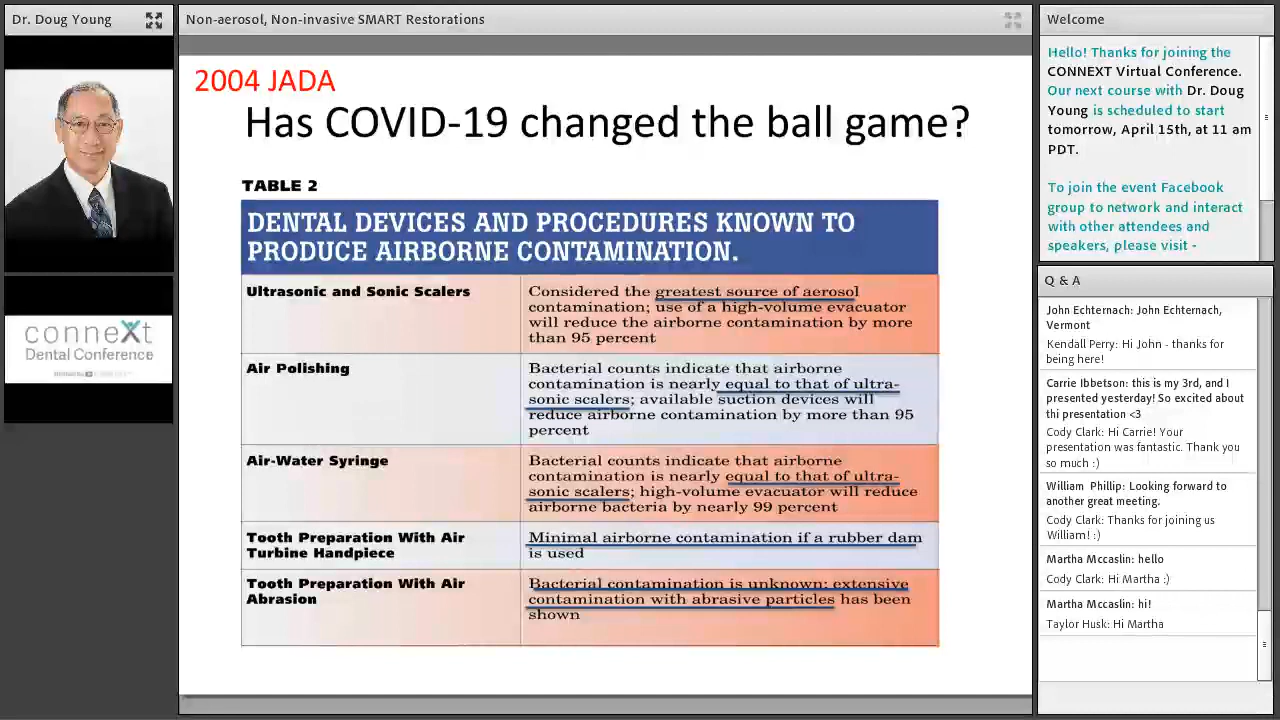 Dr. Doug Young
Non-aerosol, Non-invasive SMART Restorations
2004 JADA
Has COVID-19 changed the ball game?
TABLE 2
DENTAL DEVICES AND PROCEDURES KNOWN TO
PRODUCE AIRBORNE CONTAMINATION.
Ultrasonic and Sonic Scalers
Considered the greatest source of aerosol
contamination; use of a high-volume evacuator
will reduce the airborne contamination by more
than 95 percent
Air Polishing
Bacterial counts indicate that airborne
contamination is nearly equal to that of ultra-
sonic scalers; available suction devices will
reduce airborne contamination by more than 95
percent
Air-Water Syringe
Bacterial counts indicate that airborne
contamination is nearly equal to that of ultra-
sonic scalers; high-volume evacuator will reduce
airborne bacteria by nearly 99 percent
Tooth Preparation With Air
Turbine Handpiece
Minimal airborne contamination if a rubber dam
is used
Tooth Preparation With Air
Abrasion
Bacterial contamination is unknown; extensive
contamination with abrasive particles has been
shown
conneXt
Dental Conference
Welcome
Hello! Thanks for joining the
CONNEXT Virtual Conference.
Our next course with Dr. Doug
Young is scheduled to start
tomorrow, April 15th, at 11 am
PDT.
To join the event Facebook
group to network and interact
with other attendees and
speakers, please visit -
Q & A
John Echternach: John Echternach,
Vermont
Kendall Perry: Hi John - thanks for
being here!
Carrie Ibbetson: this is my 3rd, and I
presented yesterday! So excited about
thi presentation <3
Cody Clark: Hi Carrie! Your
presentation was fantastic. Thank you
so much :)
William Phillip: Looking forward to
another great meeting.
Cody Clark: Thanks for joining us
William! :)
Martha Mccaslin: hello
Cody Clark: Hi Martha :)
Martha Mccaslin: hi!
Taylor Husk: Hi Martha